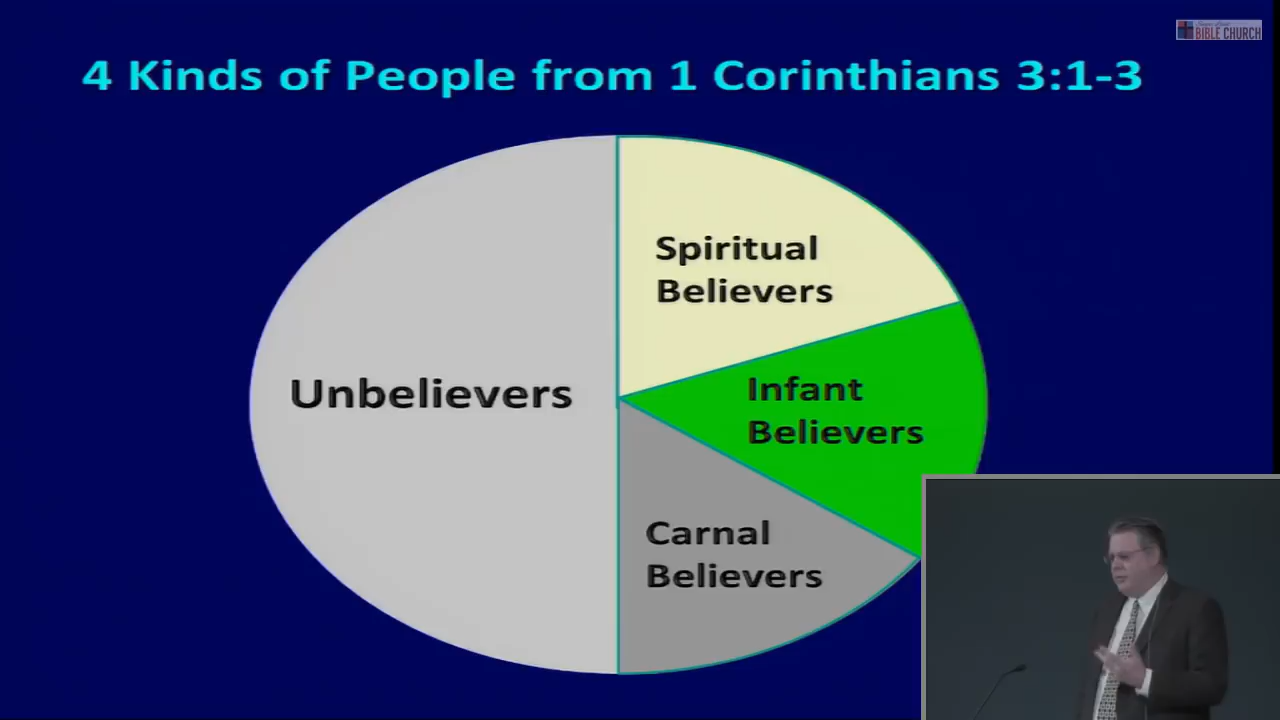 BIBLE CHURCH
4 Kinds of People from 1 Corinthians 3:1-3
Spiritual
Believers
Unbelievers
Infant
Believers
Carnal
Believers